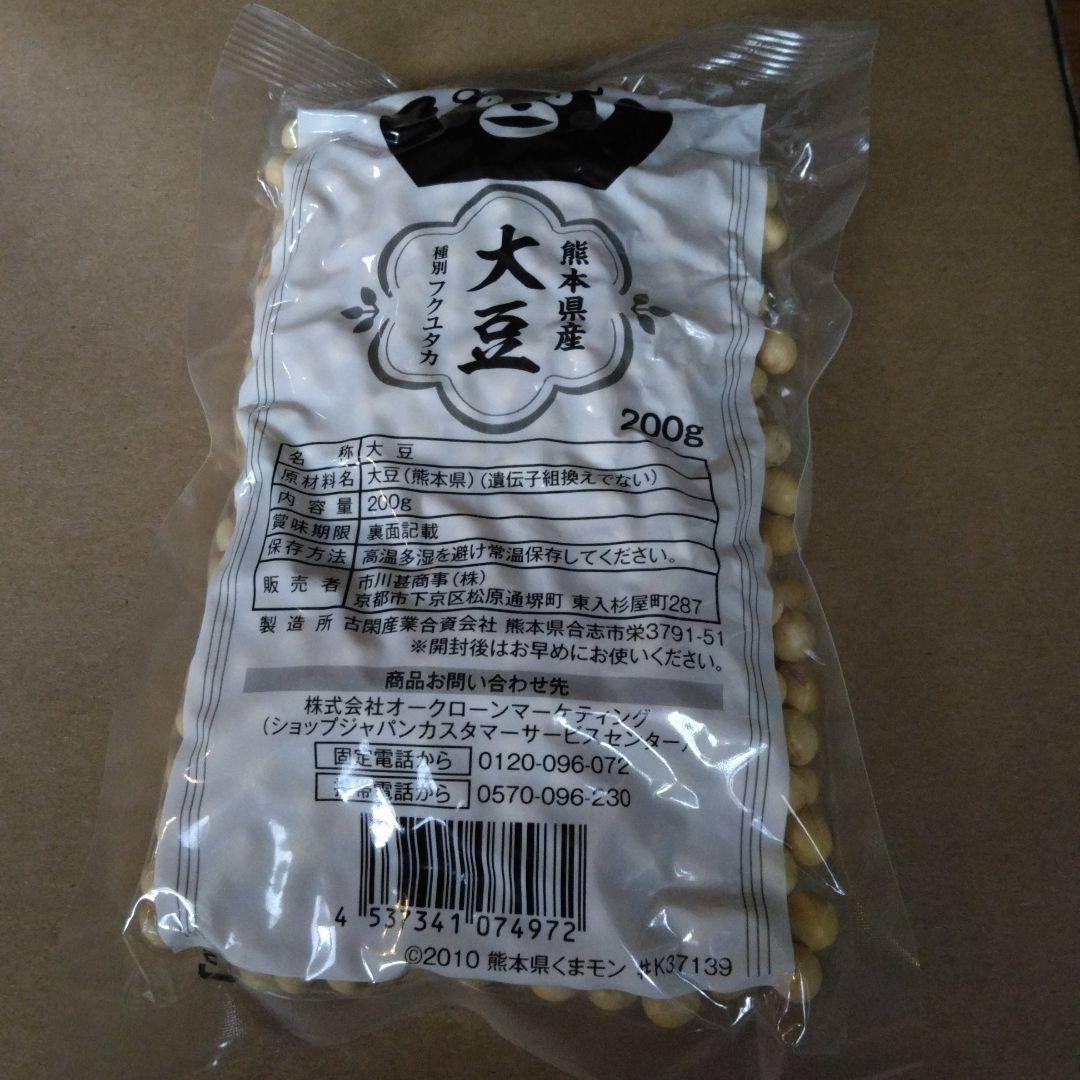 熊本県産
大豆
種別 フクユタカ
200g
名称 大豆
原材料名 大豆(熊本県)(遺伝子組換えでない)
内容量 200g
賞味期限 裏面記載
保存方法 高温多湿を避け常温保存してください。
販売者 市川甚商事(株)
京都市下京区松原通堺町 東入杉屋町287
製造所 古閑産業合資会社 熊本県合志市栄3791-51
※開封後はお早めにお使いください。
商品お問い合わせ先
株式会社オークローンマーケティング
(ショップジャパンカスタマーサービスセンター)
固定電話から 0120-096-072
携帯電話から 0570-096-230
4 537341 074972
©2010 熊本県くまモン #K37139